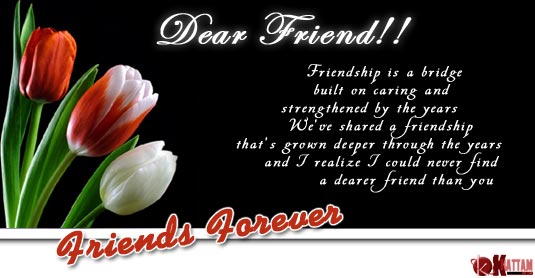 Dear Friend!!
Friendship is a bridge
built on caring and
strengthened by the years
We've shared a friendship
that's grown deeper through the years
and I realize I could never find
a dearer friend than you
Friends Forever
KATTAM